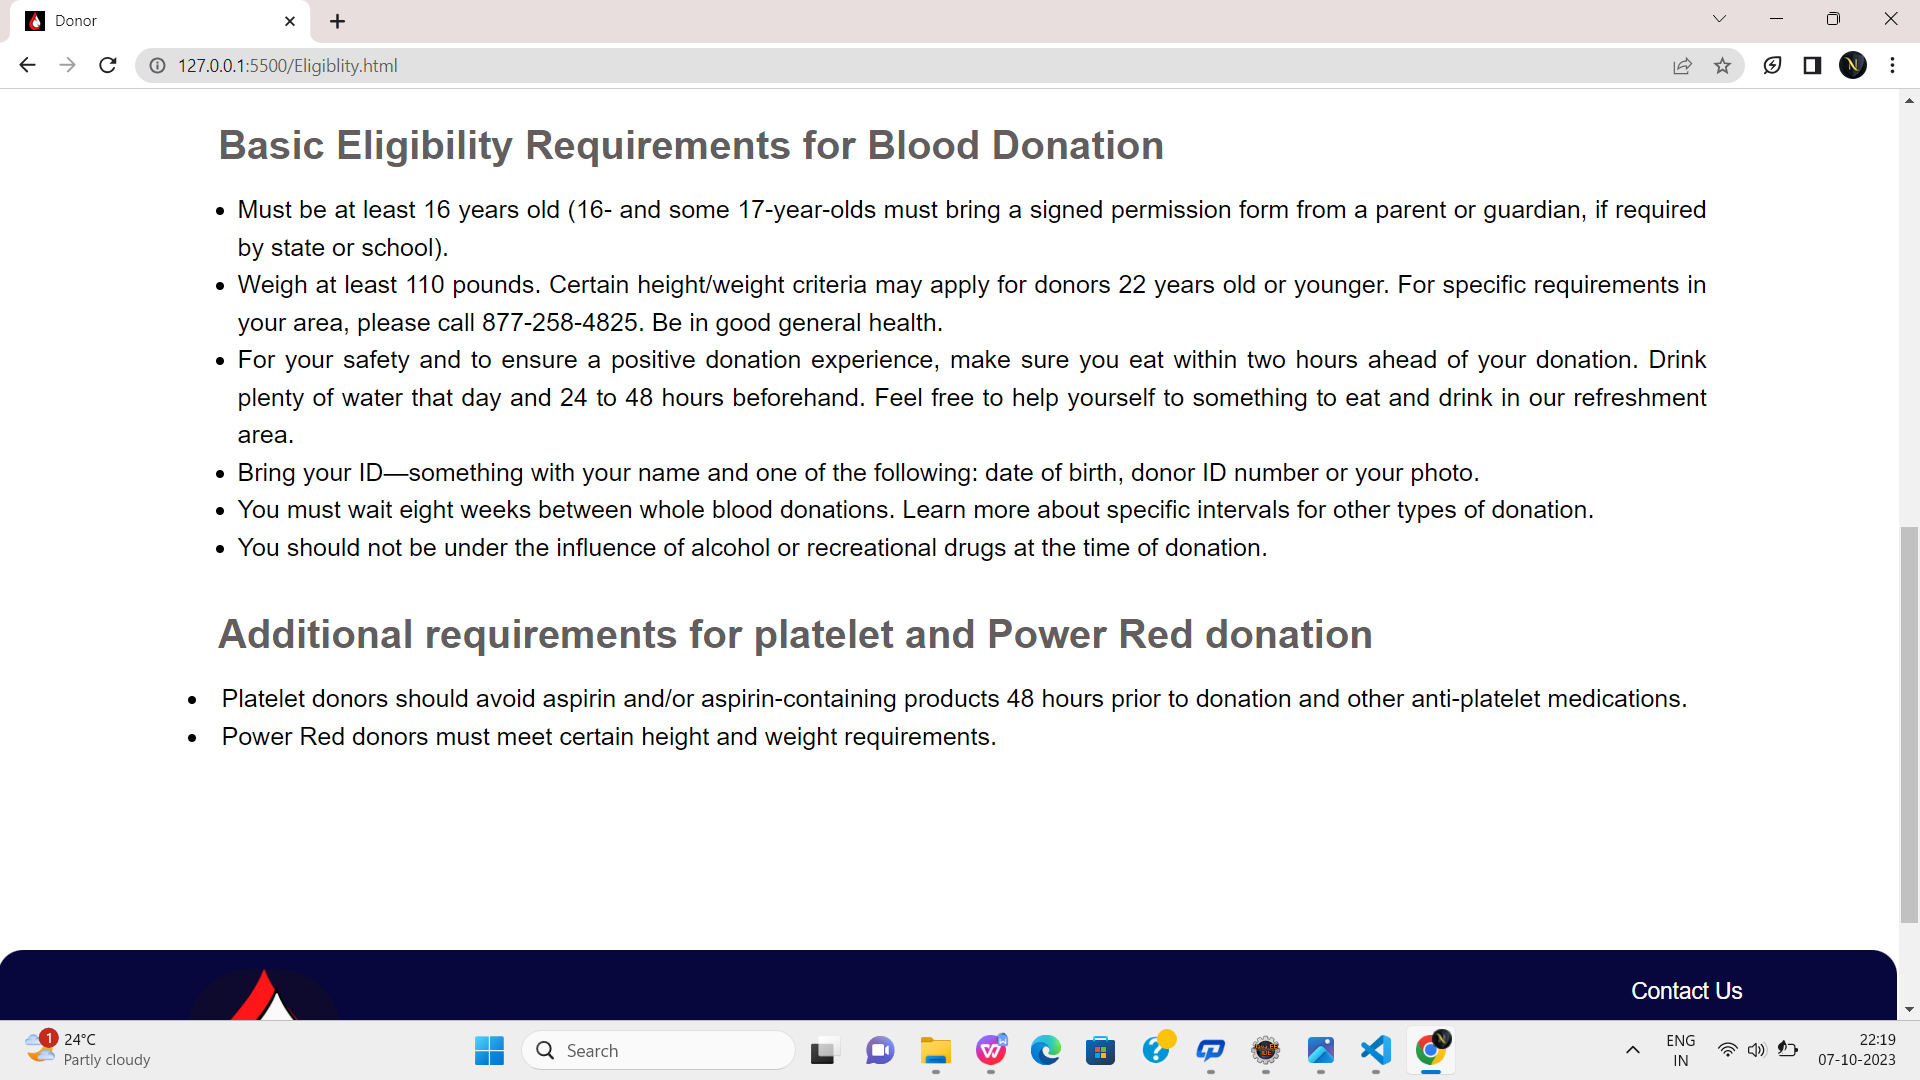 Donor
127.0.0.1:5500/Eligiblity.html
N
Basic Eligibility Requirements for Blood Donation
• Must be at least 16 years old (16- and some 17-year-olds must bring a signed permission form from a parent or guardian, if required
by state or school).
• Weigh at least 110 pounds. Certain height/weight criteria may apply for donors 22 years old or younger. For specific requirements in
your area, please call 877-258-4825. Be in good general health.
• For your safety and to ensure a positive donation experience, make sure you eat within two hours ahead of your donation. Drink
plenty of water that day and 24 to 48 hours beforehand. Feel free to help yourself to something to eat and drink in our refreshment
area.
• Bring your ID—something with your name and one of the following: date of birth, donor ID number or your photo.
• You must wait eight weeks between whole blood donations. Learn more about specific intervals for other types of donation.
• You should not be under the influence of alcohol or recreational drugs at the time of donation.
Additional requirements for platelet and Power Red donation
• Platelet donors should avoid aspirin and/or aspirin-containing products 48 hours prior to donation and other anti-platelet medications.
• Power Red donors must meet certain height and weight requirements.
Contact Us
1
24°C
Partly cloudy
Search
ENG
IN
22:19
07-10-2023